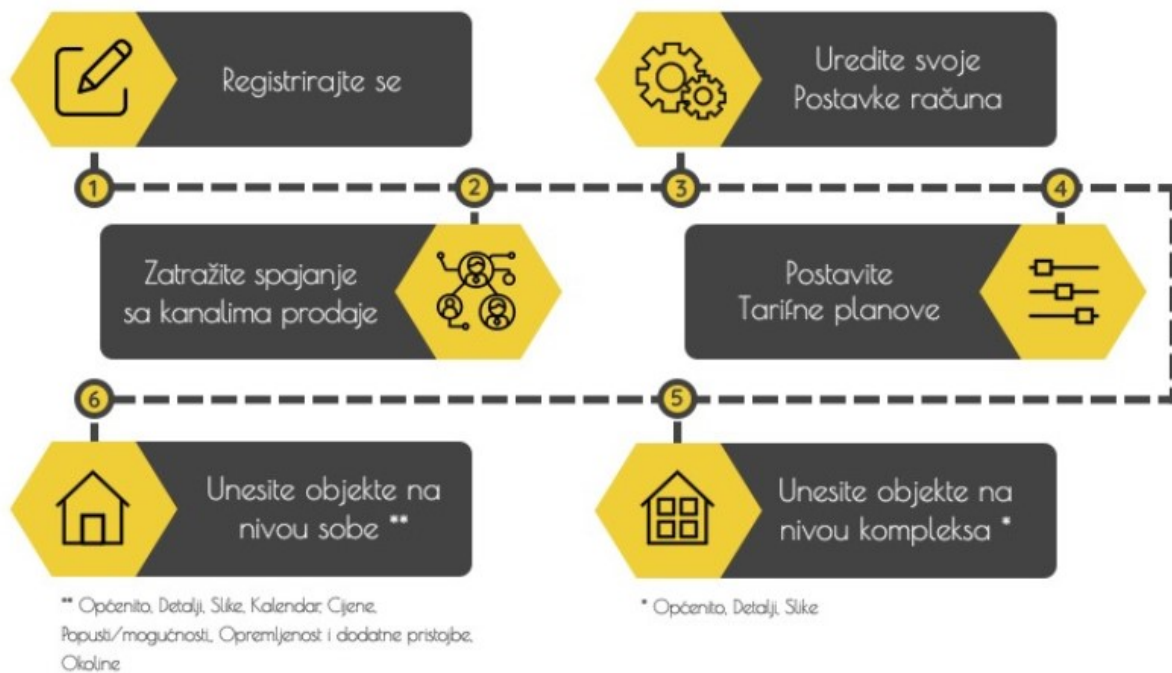 Registrirajte se
1
Zatražite spajanje
sa kanalima prodaje
2
Uredite svoje
Postavke računa
3
Postavite
Tarifne planove
4
Unesite objekte na
nivou kompleksa *
5
* Općenito, Detalji, Slike
Unesite objekte na
nivou sobe **
6
** Općenito, Detalji, Slike, Kalendar, Cijene,
Popusti/mogućnosti, Opremljenost i dodatne pristojbe,
Okoline